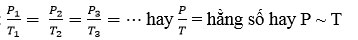 : P₁/T₁ = P₂/T₂ = P₃/T₃ = ⋯ hay P/T = hằng số hay P ~ T